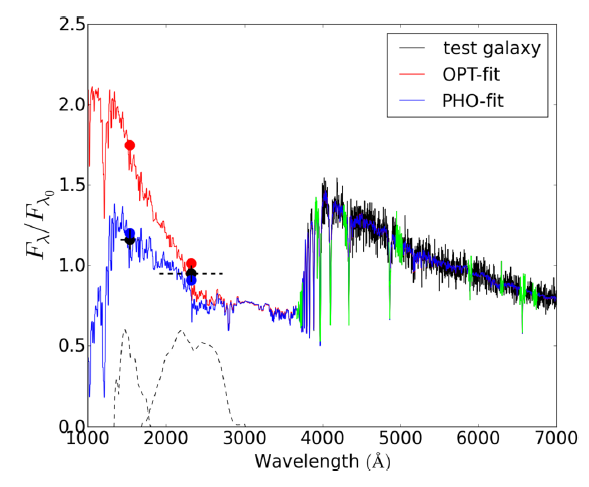 2.5
test galaxy
OPT-fit
PHO-fit
2.0
1.5
1.0
0.5
0.0
F_λ/F_λ₀
1000 2000 3000 4000 5000 6000 7000
Wavelength (Å)